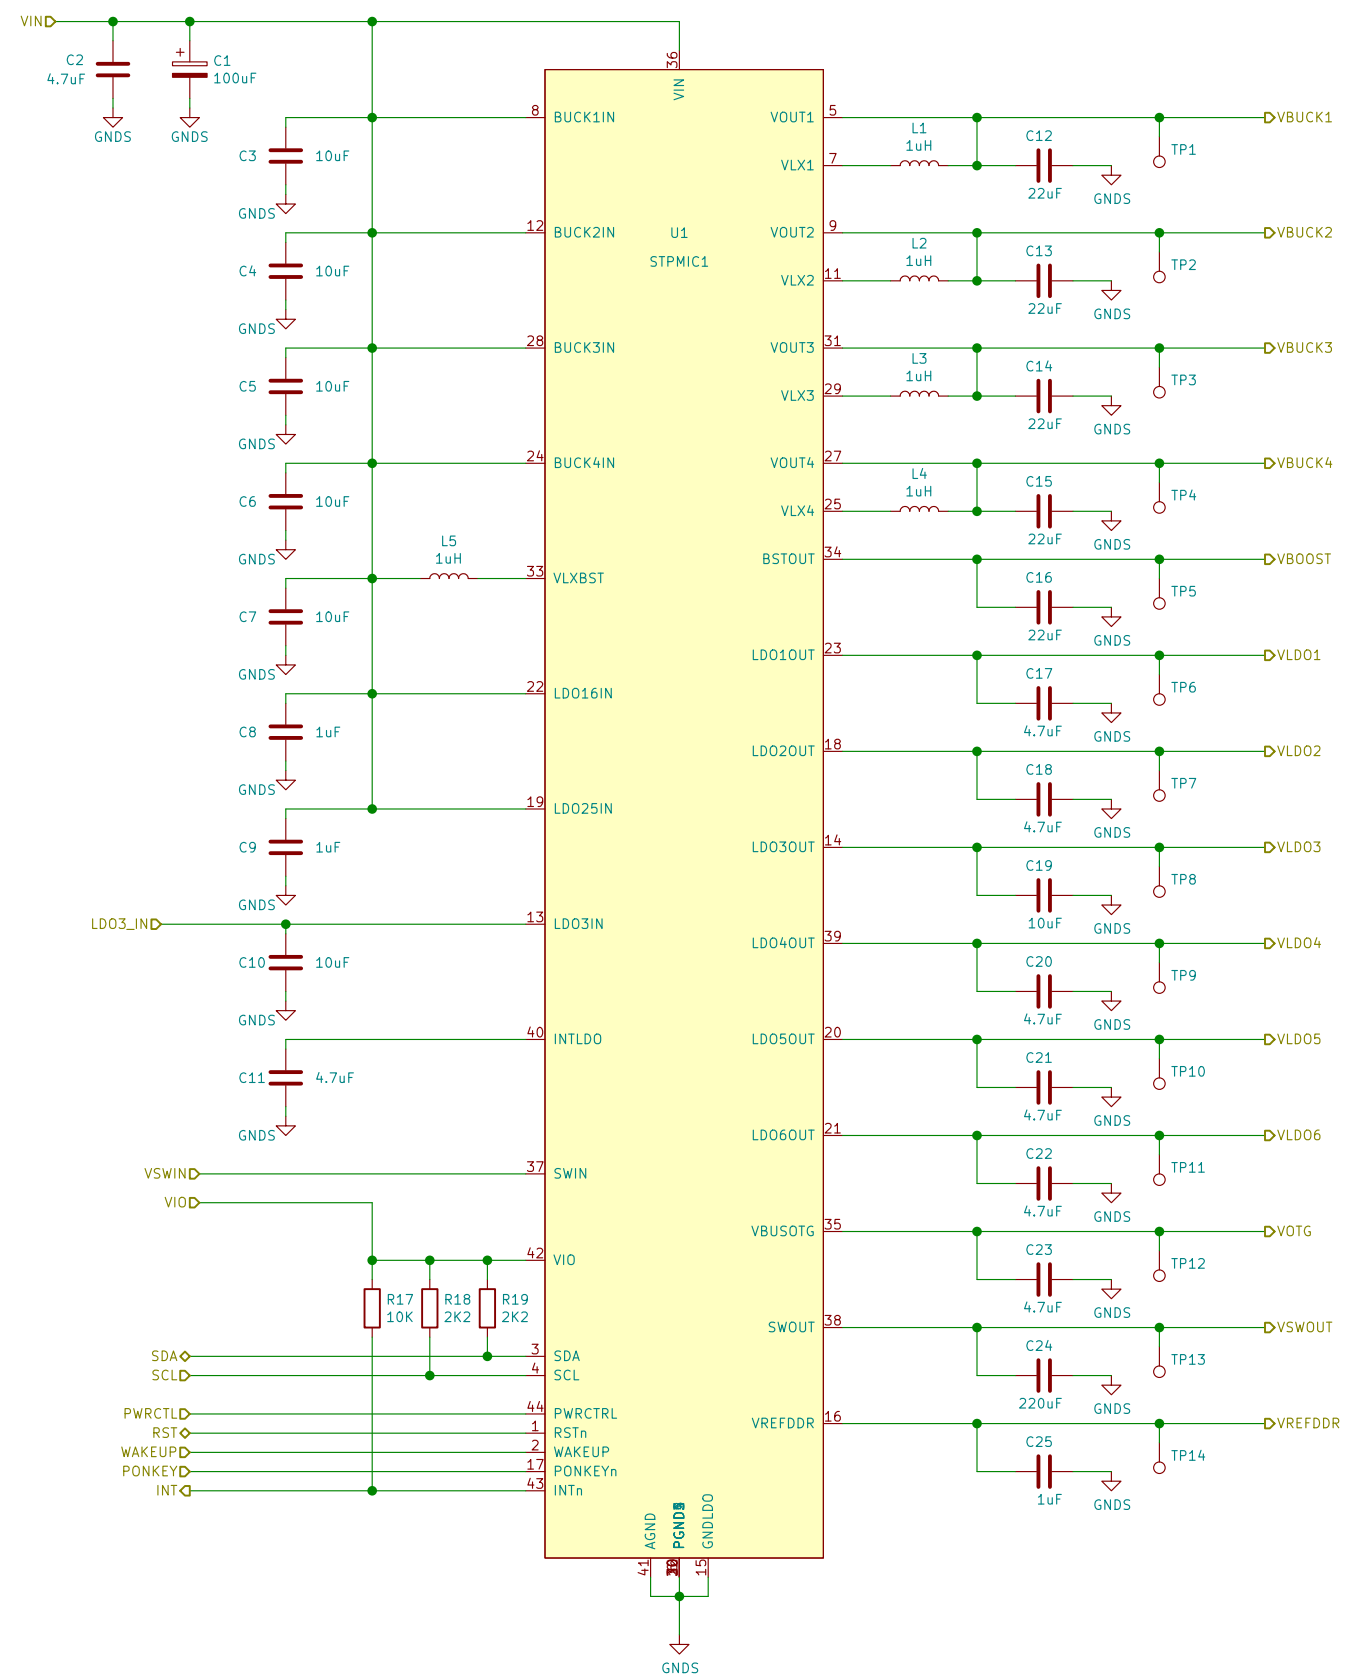 VIN
C2
4.7uF
GNDS
+
C1
100uF
GNDS
36
VIN
8
BUCK1IN
C3
10uF
GNDS
12
BUCK2IN
C4
10uF
GNDS
28
BUCK3IN
C5
10uF
GNDS
24
BUCK4IN
C6
10uF
GNDS
L5
1uH
33
VLXBST
C7
10uF
GNDS
22
LDO16IN
C8
1uF
GNDS
19
LDO25IN
C9
1uF
GNDS
LDO3_IN
13
LDO3IN
C10
10uF
GNDS
40
INTLDO
C11
4.7uF
GNDS
VSWIN
37
SWIN
VIO
42
VIO
R17
10K
R18
2K2
R19
2K2
SDA
3
SDA
SCL
4
SCL
PWRCTL
44
PWRCTRL
RST
1
RSTn
WAKEUP
2
WAKEUP
PONKEY
17
PONKEYn
INT
43
INTn
U1
STPMIC1
VOUT1
5
VBUCK1
L1
1uH
VLX1
7
C12
22uF
GNDS
TP1
VOUT2
9
VBUCK2
L2
1uH
VLX2
11
C13
22uF
GNDS
TP2
VOUT3
31
VBUCK3
L3
1uH
VLX3
29
C14
22uF
GNDS
TP3
VOUT4
27
VBUCK4
L4
1uH
VLX4
25
C15
22uF
GNDS
TP4
BSTOUT
34
VBOOST
C16
22uF
GNDS
TP5
LDO1OUT
23
VLDO1
C17
4.7uF
GNDS
TP6
LDO2OUT
18
VLDO2
C18
4.7uF
GNDS
TP7
LDO3OUT
14
VLDO3
C19
10uF
GNDS
TP8
LDO4OUT
39
VLDO4
C20
4.7uF
GNDS
TP9
LDO5OUT
20
VLDO5
C21
4.7uF
GNDS
TP10
LDO6OUT
21
VLDO6
C22
4.7uF
GNDS
TP11
VBUSOTG
35
VOTG
C23
4.7uF
GNDS
TP12
SWOUT
38
VSWOUT
C24
220uF
GNDS
TP13
VREFDDR
16
VREFDDR
C25
1uF
GNDS
TP14
AGND
41
GNDLDO
15
GNDS